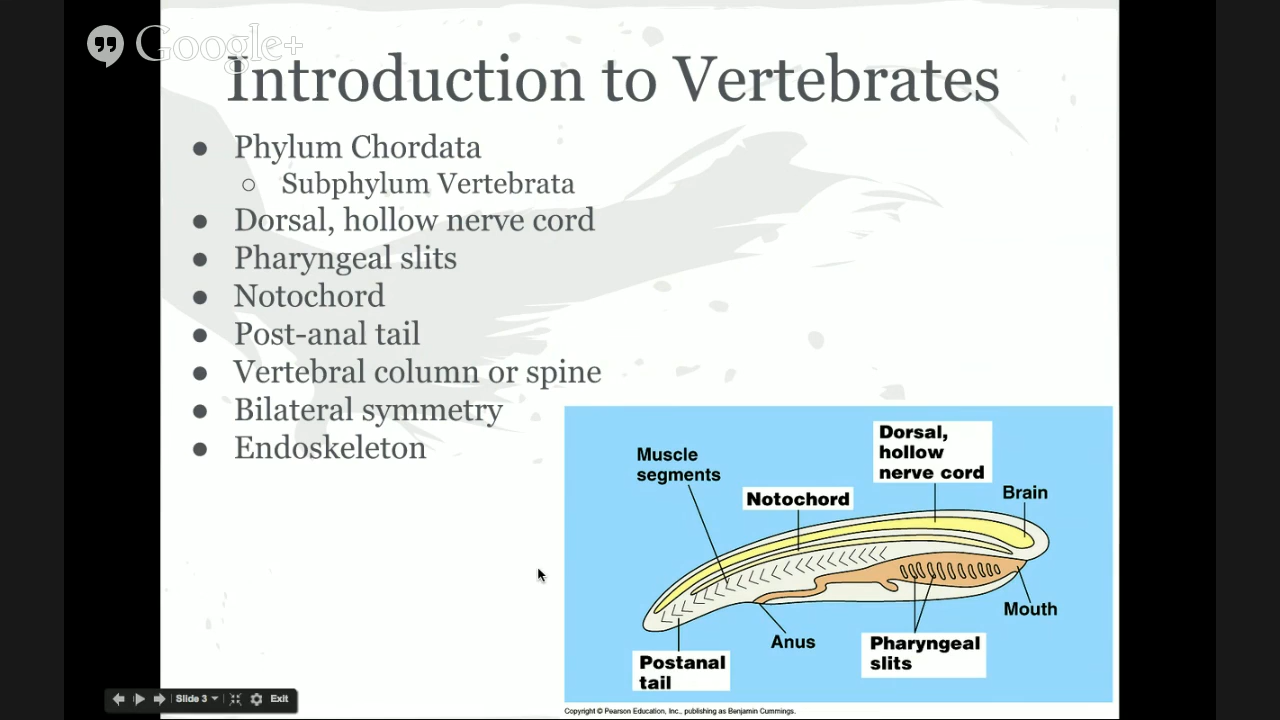 Google+
Introduction to Vertebrates
● Phylum Chordata
○ Subphylum Vertebrata
● Dorsal, hollow nerve cord
● Pharyngeal slits
● Notochord
● Post-anal tail
● Vertebral column or spine
● Bilateral symmetry
● Endoskeleton
Dorsal,
hollow
nerve cord
Muscle
segments
Notochord
Brain
Mouth
Anus
Pharyngeal
slits
Postanal
tail
Slide 3
Exit
Copyright © Pearson Education, Inc., publishing as Benjamin Cummings.